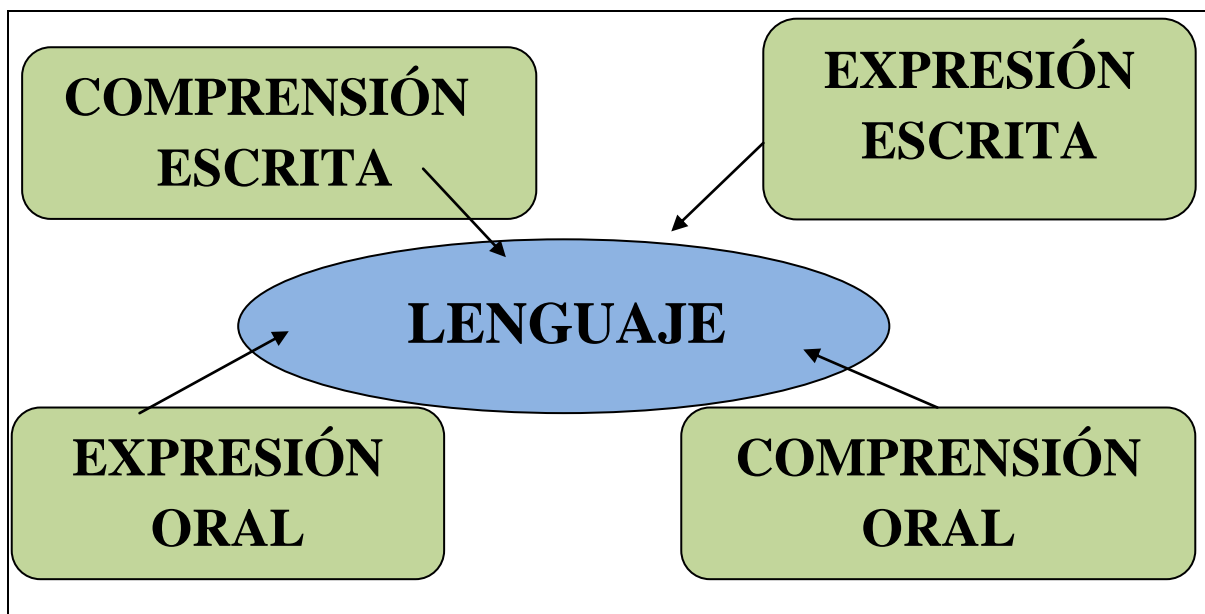 COMPRENSIÓN
ESCRITA
EXPRESIÓN
ESCRITA
LENGUAJE
EXPRESIÓN
ORAL
COMPRENSIÓN
ORAL